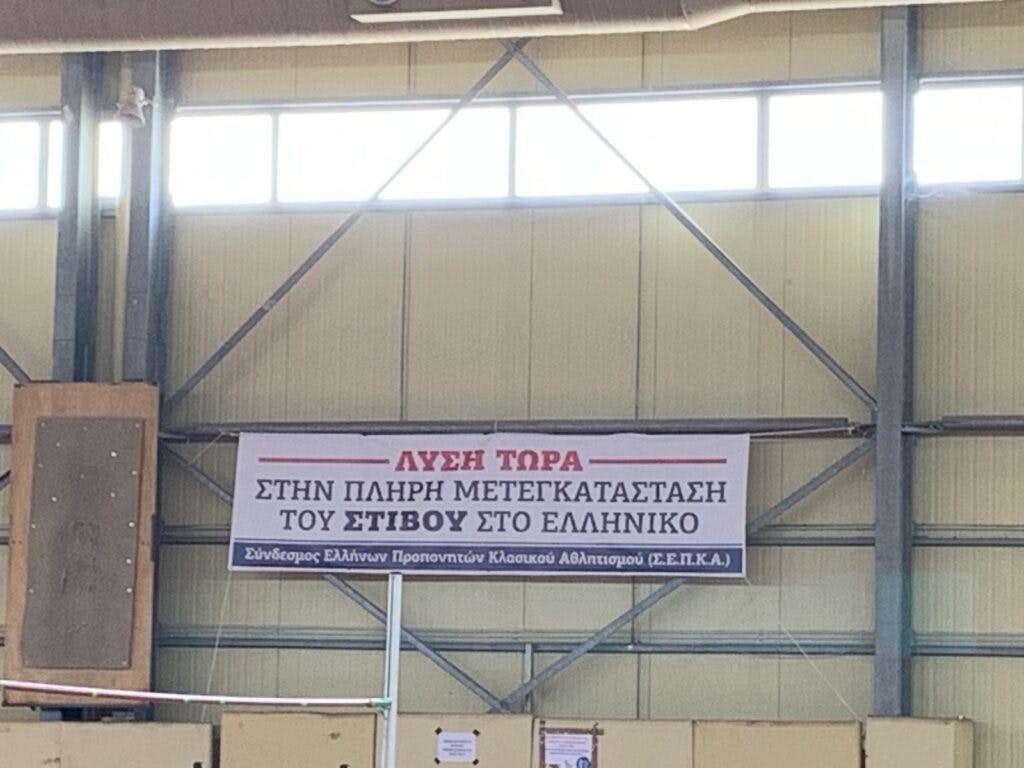 ΛΥΣΗ ΤΩΡΑ
ΣΤΗΝ ΠΛΗΡΗ ΜΕΤΕΓΚΑΤΑΣΤΑΣΗ
ΤΟΥ ΣΤΙΒΟΥ ΣΤΟ ΕΛΛΗΝΙΚΟ
Σύνδεσμος Ελλήνων Προπονητών Κλασικού Αθλητισμού (Σ.Ε.Π.Κ.Α.)